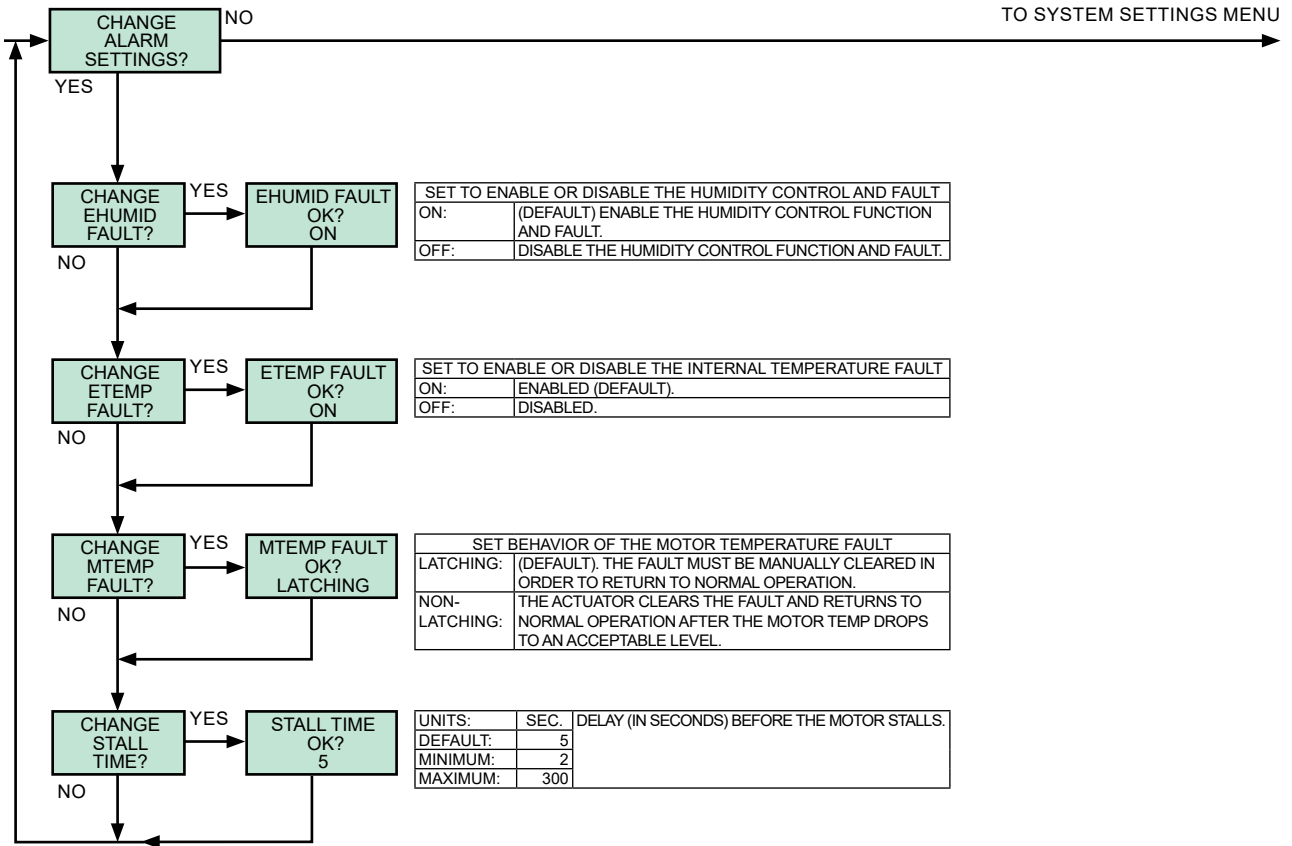 CHANGE
ALARM
SETTINGS?
NO
TO SYSTEM SETTINGS MENU
YES
CHANGE
EHUMID
FAULT?
YES
EHUMID FAULT
OK?
ON
NO
SET TO ENABLE OR DISABLE THE HUMIDITY CONTROL AND FAULT
ON: (DEFAULT) ENABLE THE HUMIDITY CONTROL FUNCTION
AND FAULT.
OFF: DISABLE THE HUMIDITY CONTROL FUNCTION AND FAULT.
CHANGE
ETEMP
FAULT?
YES
ETEMP FAULT
OK?
ON
NO
SET TO ENABLE OR DISABLE THE INTERNAL TEMPERATURE FAULT
ON: ENABLED (DEFAULT).
OFF: DISABLED.
CHANGE
MTEMP
FAULT?
YES
MTEMP FAULT
OK?
LATCHING
NO
SET BEHAVIOR OF THE MOTOR TEMPERATURE FAULT
LATCHING: (DEFAULT). THE FAULT MUST BE MANUALLY CLEARED IN
ORDER TO RETURN TO NORMAL OPERATION.
NON- THE ACTUATOR CLEARS THE FAULT AND RETURNS TO
LATCHING: NORMAL OPERATION AFTER THE MOTOR TEMP DROPS
TO AN ACCEPTABLE LEVEL.
CHANGE
STALL
TIME?
YES
STALL TIME
OK?
5
NO
UNITS: SEC. DELAY (IN SECONDS) BEFORE THE MOTOR STALLS.
DEFAULT: 5
MINIMUM: 2
MAXIMUM: 300